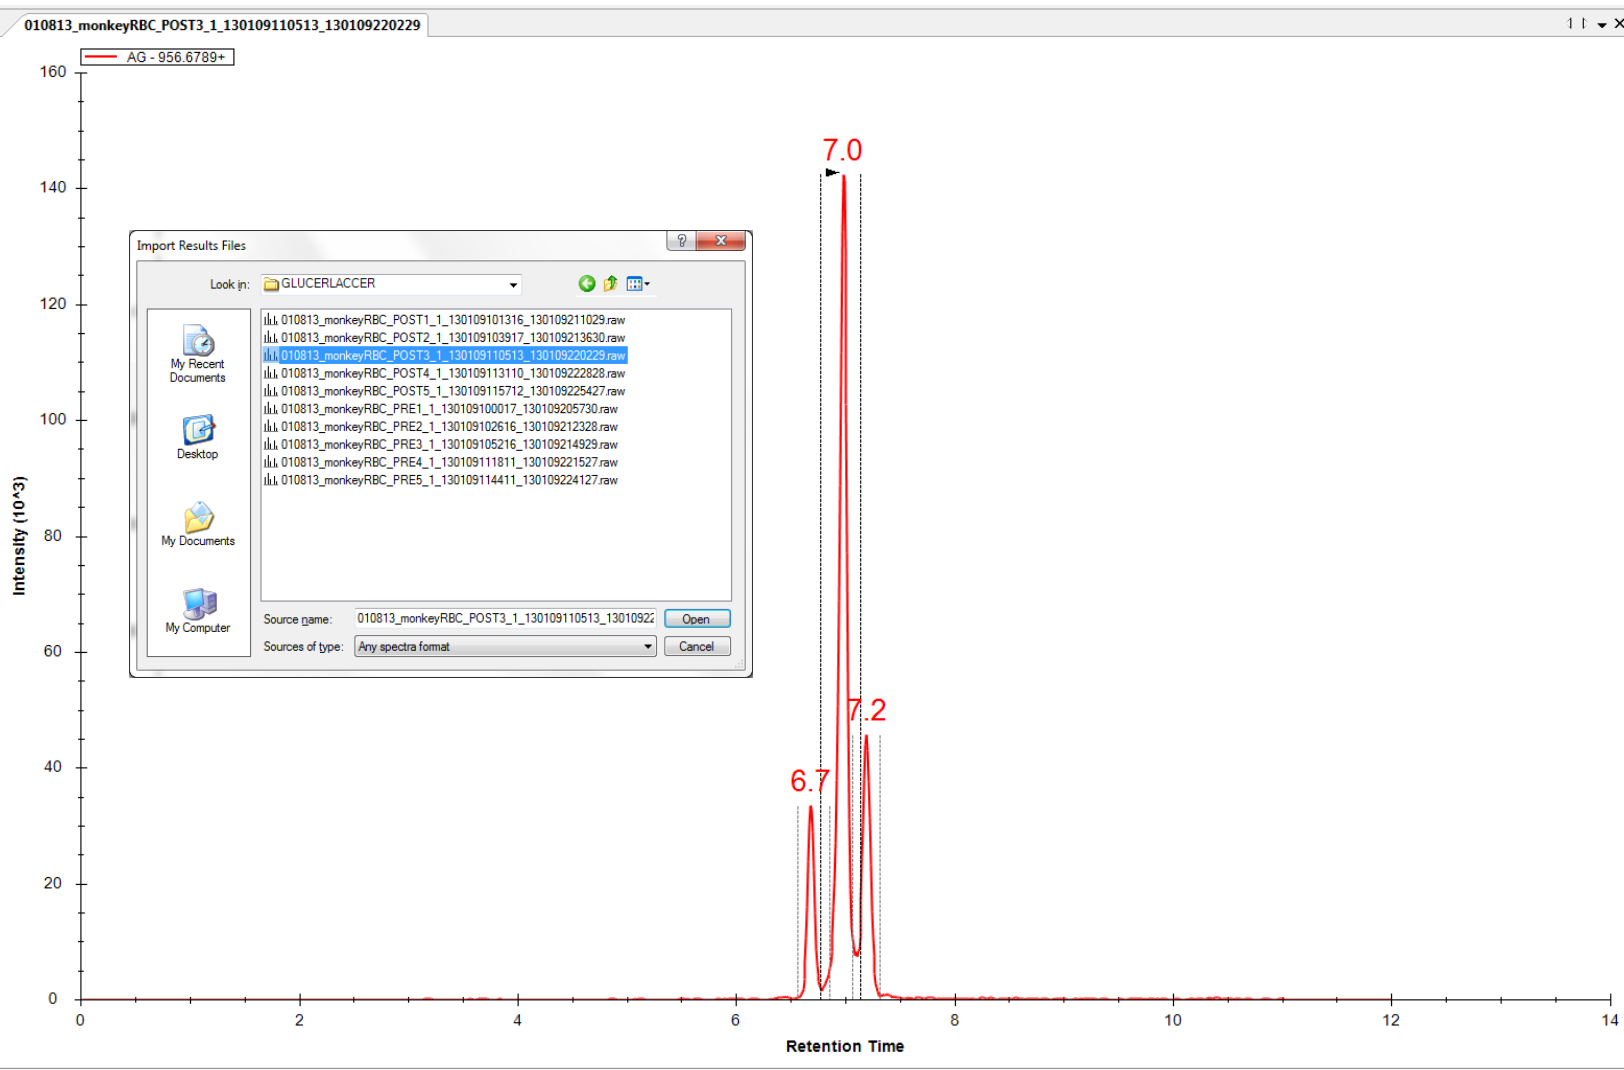 010813_monkeyRBC_POST3_1_130109110513_130109220229
AG - 956.6789+
160
140
120
100
80
60
40
20
0
Intensity (10^3)
7.0
7.2
6.7
Import Results Files
Look in:
GLUCERLACCER
My Recent
Documents
Desktop
My Documents
My Computer
010813_monkeyRBC_POST1_1_130109101316_130109211029.raw
010813_monkeyRBC_POST2_1_130109103917_130109213630.raw
010813_monkeyRBC_POST3_1_130109110513_130109220229.raw
010813_monkeyRBC_POST4_1_130109113110_130109222828.raw
010813_monkeyRBC_POST5_1_130109115712_130109225427.raw
010813_monkeyRBC_PRE1_1_130109100017_130109205730.raw
010813_monkeyRBC_PRE2_1_130109102616_130109212328.raw
010813_monkeyRBC_PRE3_1_130109105216_130109214929.raw
010813_monkeyRBC_PRE4_1_130109111811_130109221527.raw
010813_monkeyRBC_PRE5_1_130109114411_130109224127.raw
Source name: 010813_monkeyRBC_POST3_1_130109110513_13010922
Open
Sources of type: Any spectra format
Cancel
0 2 4 6 8 10 12 14
Retention Time